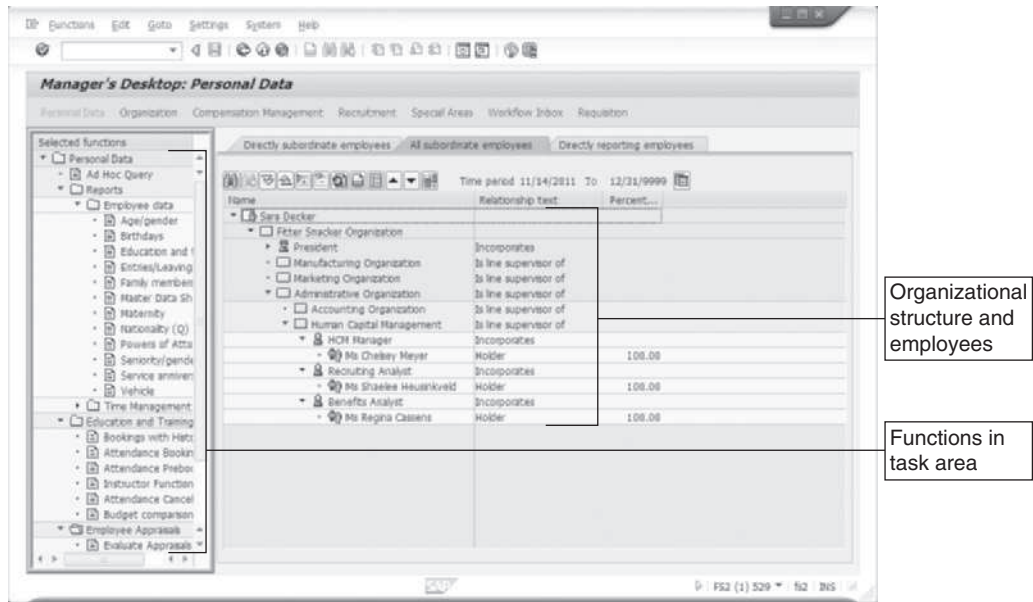 Functions Edit Goto Settings System Help
Manager's Desktop: Personal Data
Personal Data Organization Compensation Management Recruitment Special Areas Workflow Inbox Requisition
Selected functions
Personal Data
Ad Hoc Query
Reports
Employee data
Age/gender
Birthdays
Education and
Entries/Leaving
Family member
Master Data Sh
Maternity
Nationality (Q)
Powers of Atto
Seniority/gende
Service anniver
Vehicle
Time Management
Education and Training
Bookings with Histo
Attendance Bookin
Attendance Preboo
Instructor Function
Attendance Cancel
Budget comparison
Employee Appraisals
Evaluate Appraisals
Directly subordinate employees All subordinate employees Directly reporting employees
Time period 11/14/2011 To 12/31/9999
Name Relationship text Percent...
Sara Decker
Fitter Snacker Organization
President Incorporates
Manufacturing Organization Is line supervisor of
Marketing Organization Is line supervisor of
Administrative Organization Is line supervisor of
Accounting Organization Is line supervisor of
Human Capital Management Is line supervisor of
HCM Manager Incorporates
Ms Chelsey Meyer Holder 100.00
Recruiting Analyst Incorporates
Ms Shaelee Heusinkveld Holder 100.00
Benefits Analyst Incorporates
Ms Regina Cassens Holder 100.00
Organizational
structure and
employees
Functions in
task area
SAP
FS2 (1) 529 fs2 INS